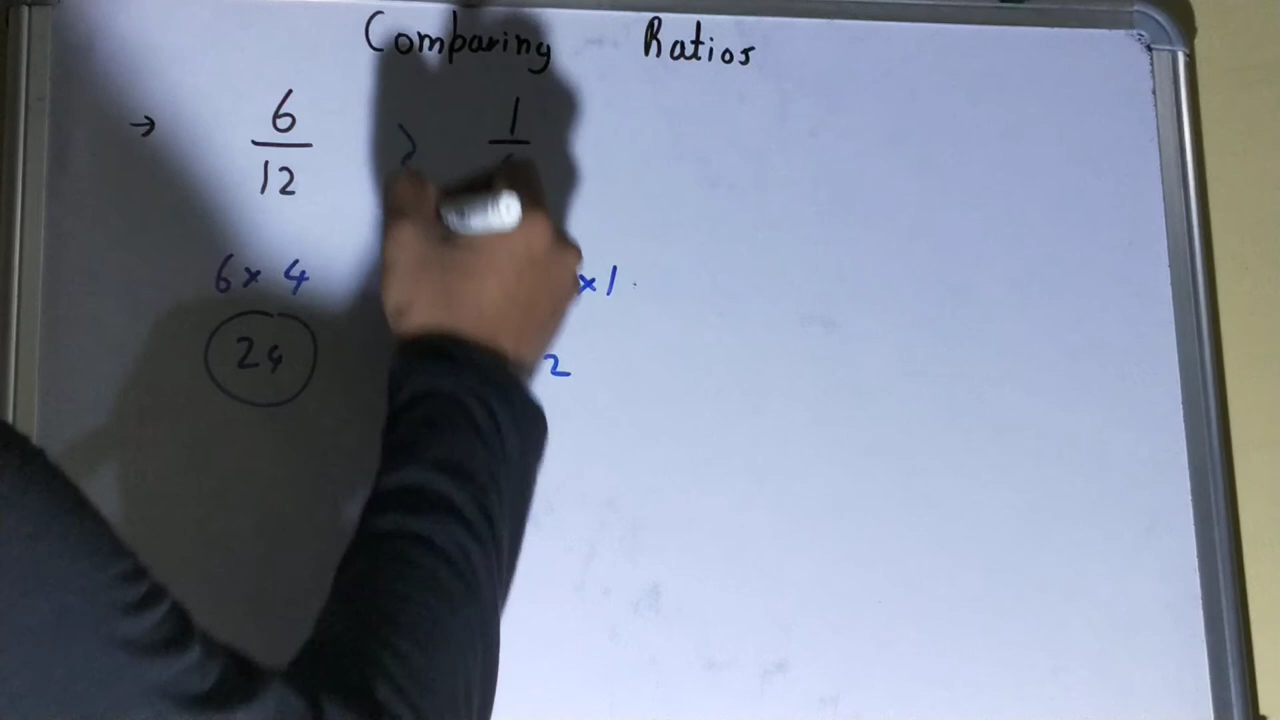 Comparing Ratios
→ 6/12 > 1/
6 x 4 x 1
24 2